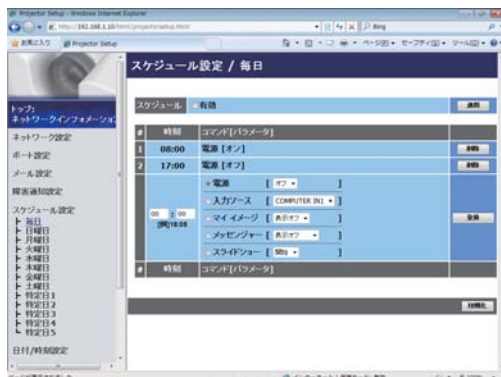 Projector Setup - Windows Internet Explorer
http://192.168.1.10/html/projectorsetup.html
Bing
お気に入り
Projector Setup
ページ(P)
セーフティ(S)
ツール(O)
トップ:
ネットワークインフォメーション
ネットワーク設定
ポート設定
メール設定
障害通知設定
スケジュール設定
毎日
日曜日
月曜日
火曜日
水曜日
木曜日
金曜日
土曜日
特定日1
特定日2
特定日3
特定日4
特定日5
日付/時刻設定
スケジュール設定 / 毎日
スケジュール 有効 適用
# 時刻 コマンド[パラメータ]
1 08:00 電源 [オン] 削除
2 17:00 電源 [オフ] 削除
00 : 00
[例]18:08
電源 [ オフ ]
入力ソース [ COMPUTER IN1 ]
マイイメージ [ 表示オフ ]
メッセンジャー [ 表示オフ ]
スライドショー [ 開始 ]
登録
# 時刻 コマンド[パラメータ]
初期化